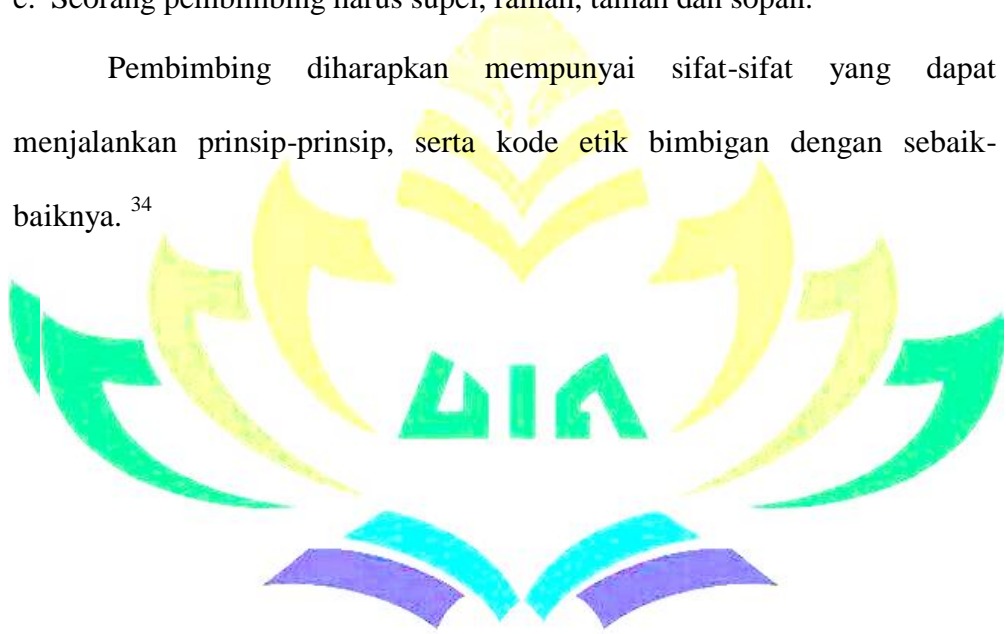 e. Seorang pembimbing harus supel, ramah, tamah dan sopan.
Pembimbing diharapkan mempunyai sifat-sifat yang dapat
menjalankan prinsip-prinsip, serta kode etik bimbigan dengan sebaik-
baiknya. 34
UIN